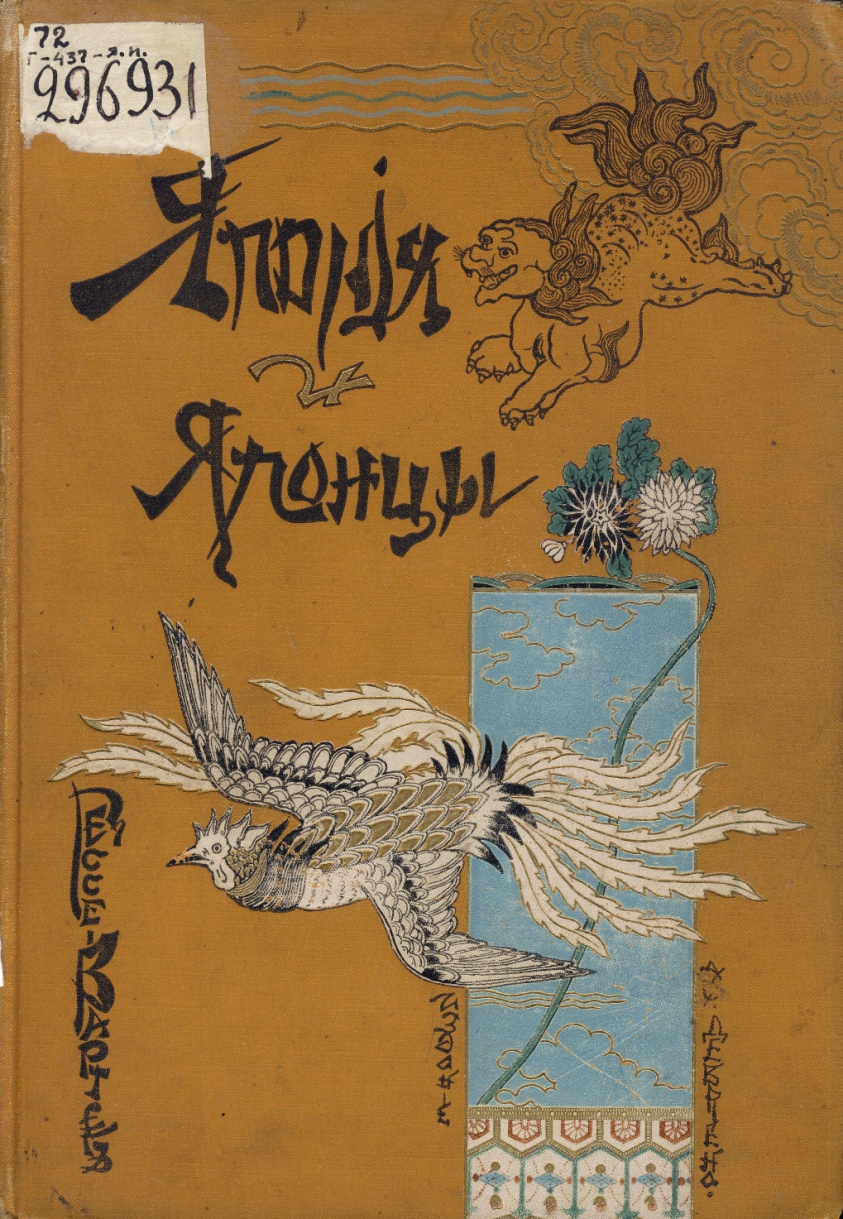 72
Г-437-я.н.
296931
Японія
и
Японцы
Гессе-Вартегъ
Изданіе
А.Ф. Девріена.